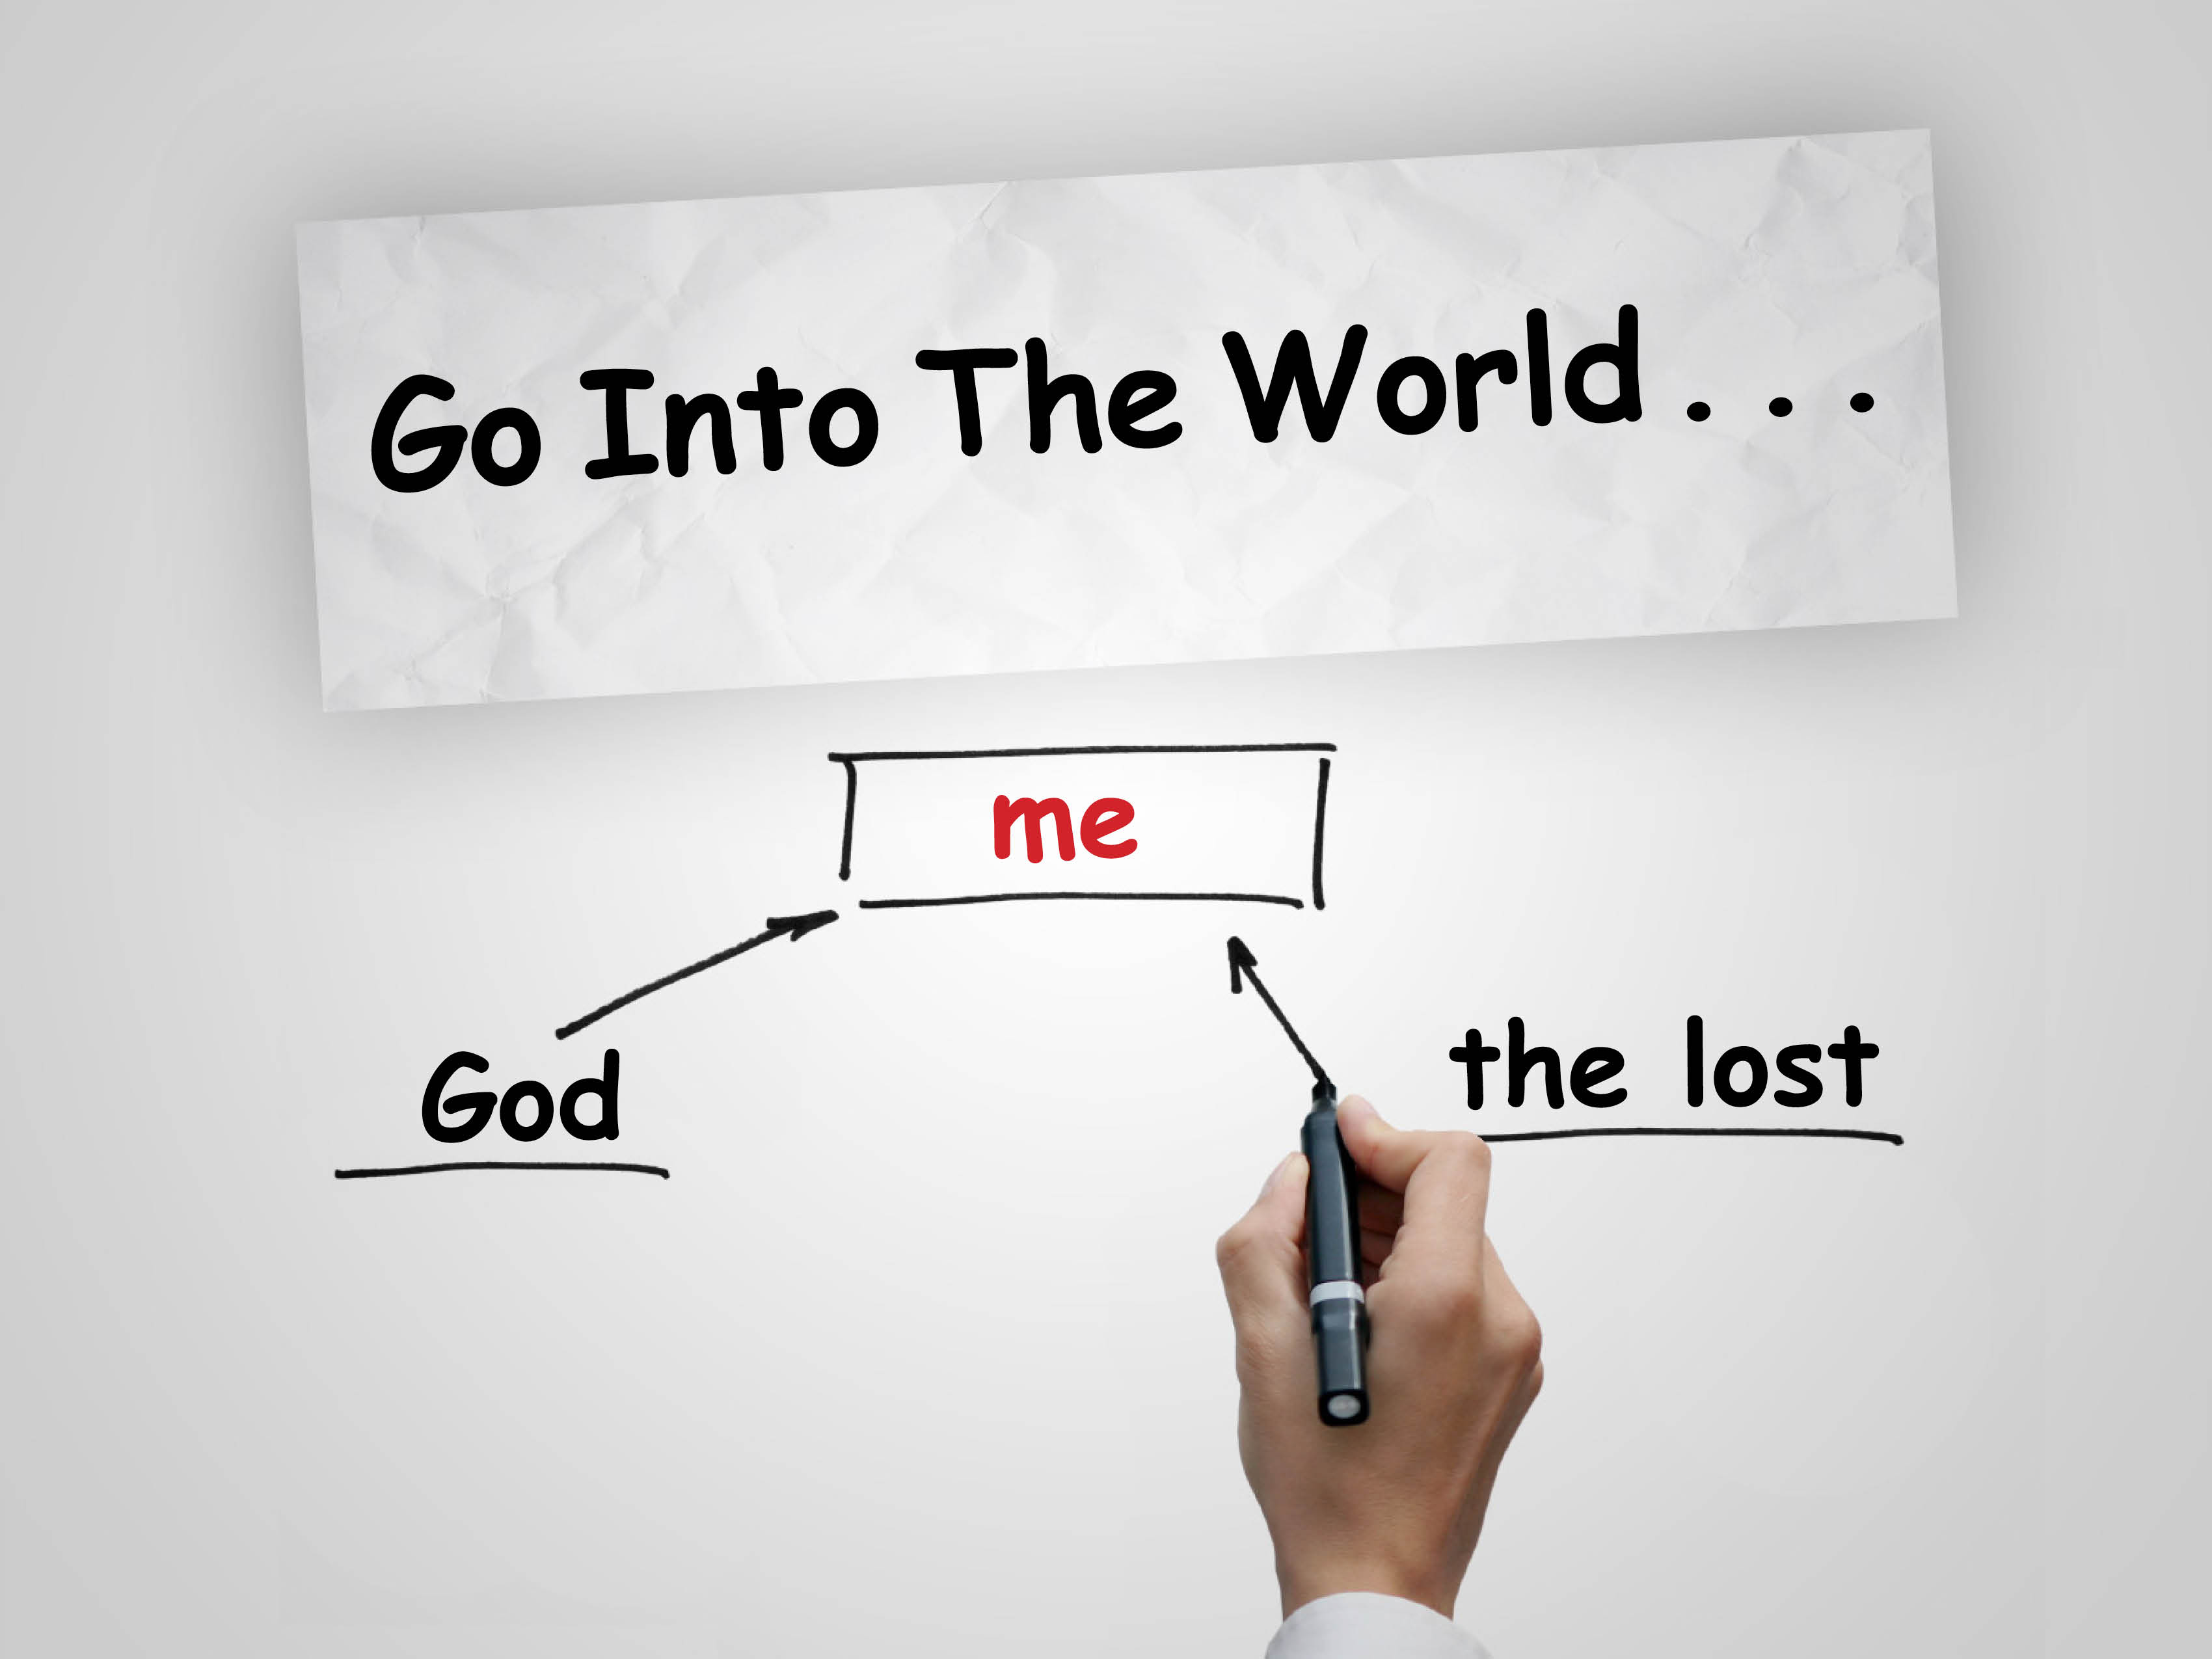 Go Into The World . . .
me
God
the lost